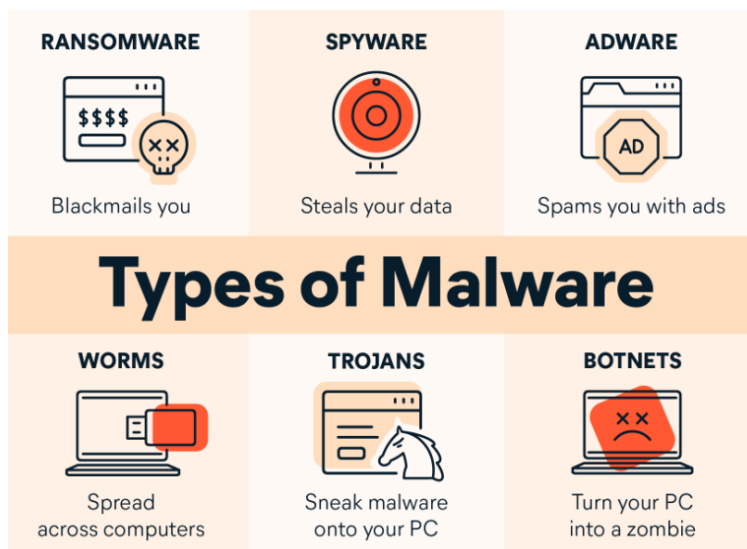 RANSOMWARE
SPYWARE
ADWARE
$$$$
AD
Blackmails you
Steals your data
Spams you with ads
Types of Malware
WORMS
TROJANS
BOTNETS
Spread
across computers
Sneak malware
onto your PC
Turn your PC
into a zombie